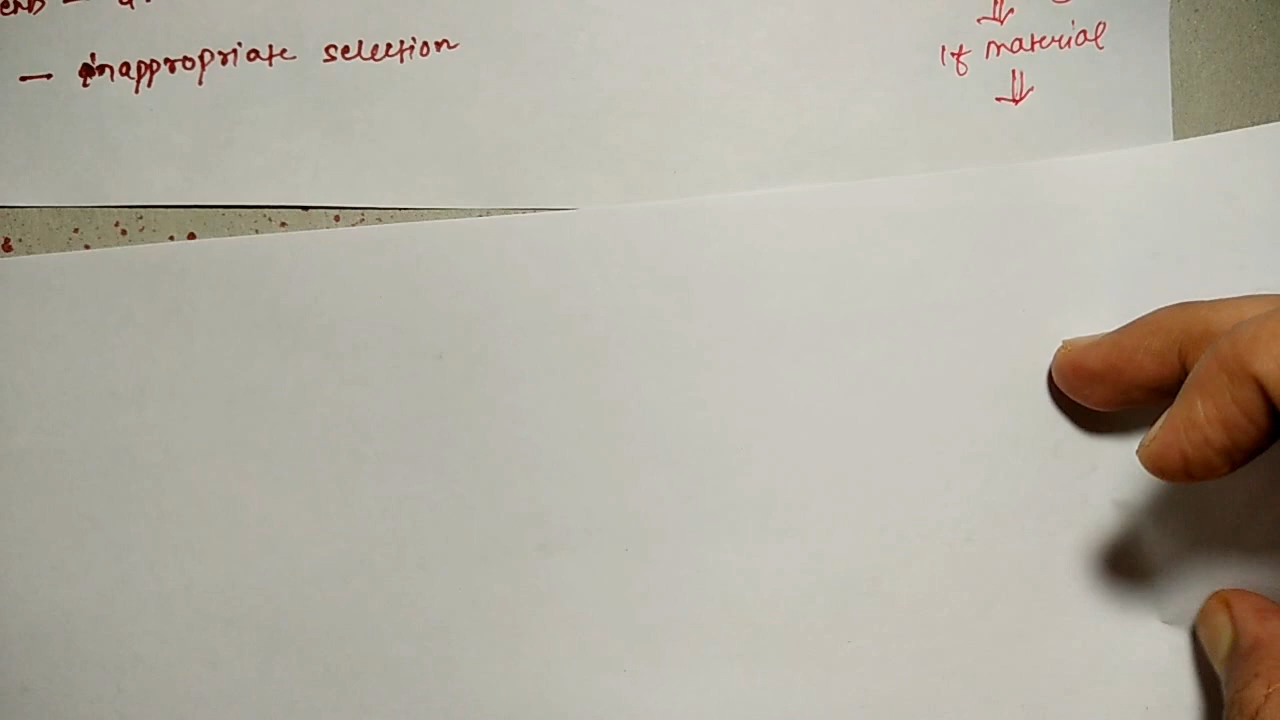 — inappropriate selection
⇓
If material
⇓